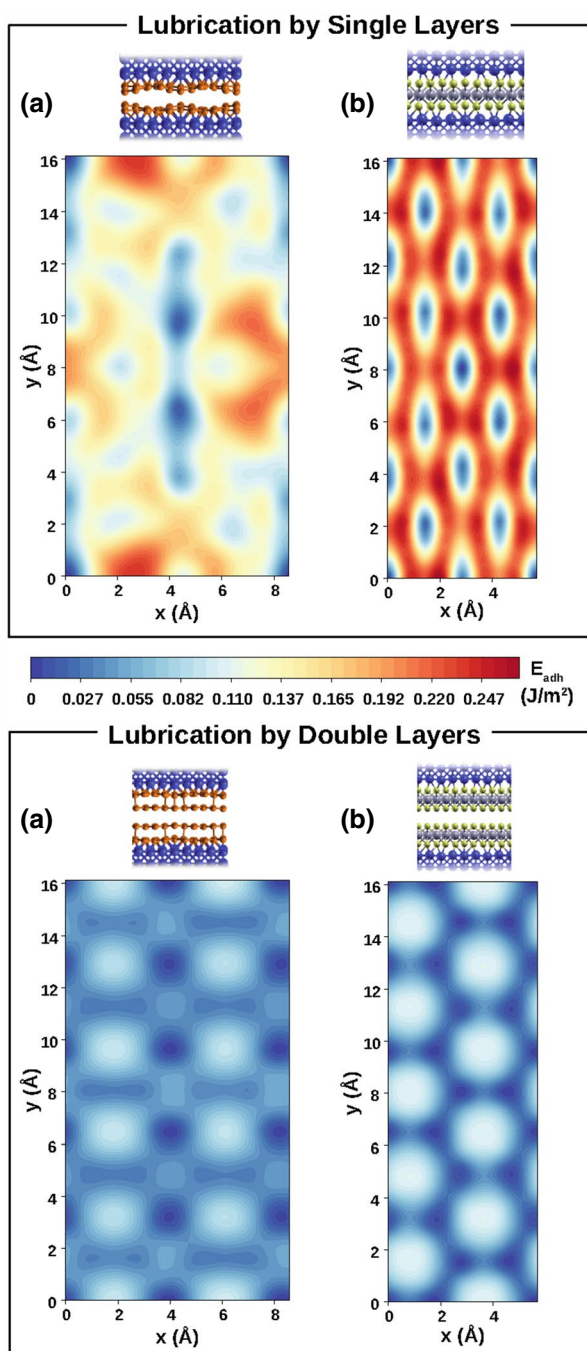 Lubrication by Single Layers
(a) (b)
16
14
12
10
8
6
4
2
0
y (Å)
0 2 4 6 8
x (Å)
16
14
12
10
8
6
4
2
0
y (Å)
0 2 4
x (Å)
0 0.027 0.055 0.082 0.110 0.137 0.165 0.192 0.220 0.247
E_adh
(J/m²)
Lubrication by Double Layers
(a) (b)
16
14
12
10
8
6
4
2
0
y (Å)
0 2 4 6 8
x (Å)
16
14
12
10
8
6
4
2
0
y (Å)
0 2 4
x (Å)